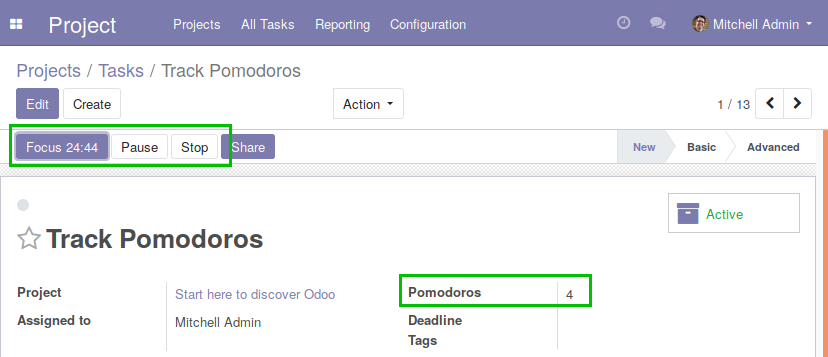 Project Projects All Tasks Reporting Configuration Mitchell Admin
Projects / Tasks / Track Pomodoros
Edit Create Action 1 / 13
Focus 24:44 Pause Stop Share New Basic Advanced
Active
Track Pomodoros
Project Start here to discover Odoo Pomodoros 4
Assigned to Mitchell Admin Deadline
Tags